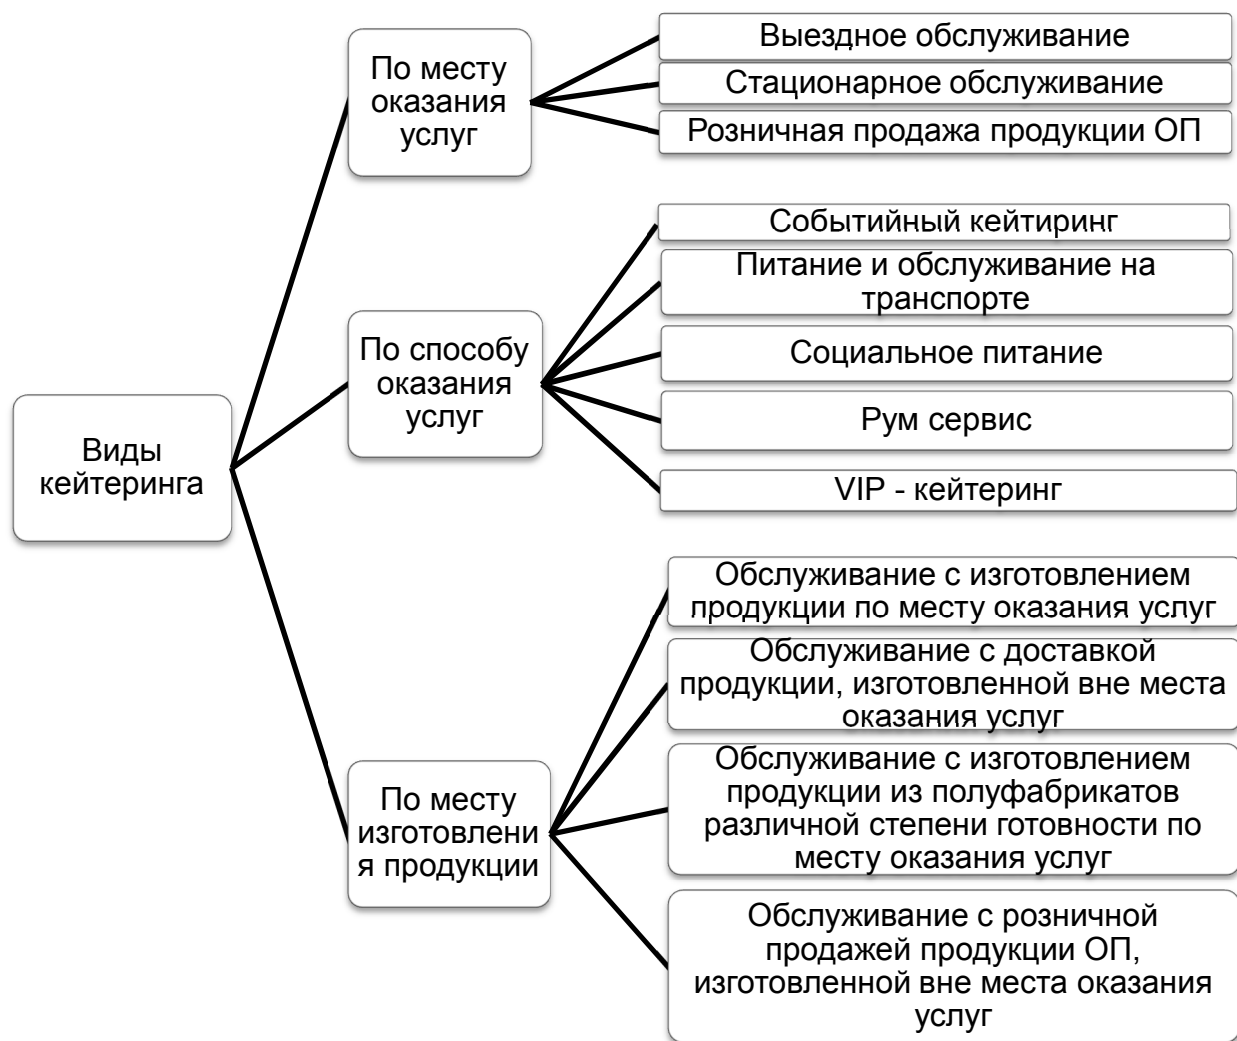 Виды
кейтеринга
По месту
оказания
услуг
Выездное обслуживание
Стационарное обслуживание
Розничная продажа продукции ОП
По способу
оказания
услуг
Событийный кейтиринг
Питание и обслуживание на
транспорте
Социальное питание
Рум сервис
VIP - кейтеринг
По месту
изготовлени
я продукции
Обслуживание с изготовлением
продукции по месту оказания услуг
Обслуживание с доставкой
продукции, изготовленной вне места
оказания услуг
Обслуживание с изготовлением
продукции из полуфабрикатов
различной степени готовности по
месту оказания услуг
Обслуживание с розничной
продажей продукции ОП,
изготовленной вне места оказания
услуг